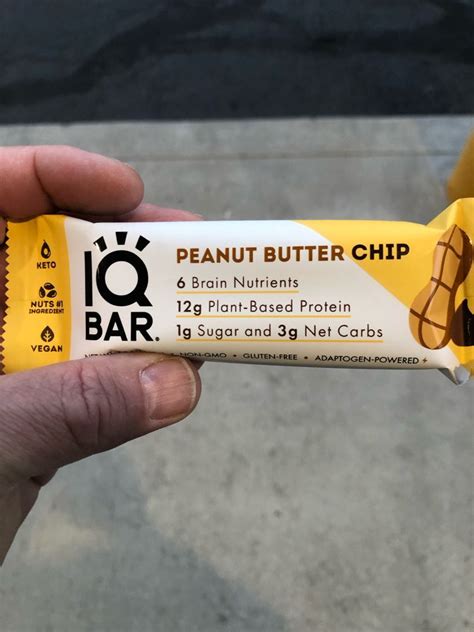 KETO
NUTS #1
INGREDIENT
VEGAN
IQ
BAR.
PEANUT BUTTER CHIP
6 Brain Nutrients
12g Plant-Based Protein
1g Sugar and 3g Net Carbs
NON-GMO • GLUTEN-FREE • ADAPTOGEN-POWERED